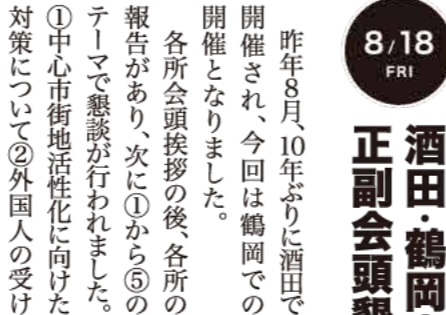 8/18
FRI
酒田・鶴岡
正副会頭懇
昨年8月、10年ぶりに酒田で
開催され、今回は鶴岡での
開催となりました。
各所会頭挨拶の後、各所の
報告があり、次に①から⑤の
テーマで懇談が行われました。
①中心市街地活性化に向けた
対策について②外国人の受け